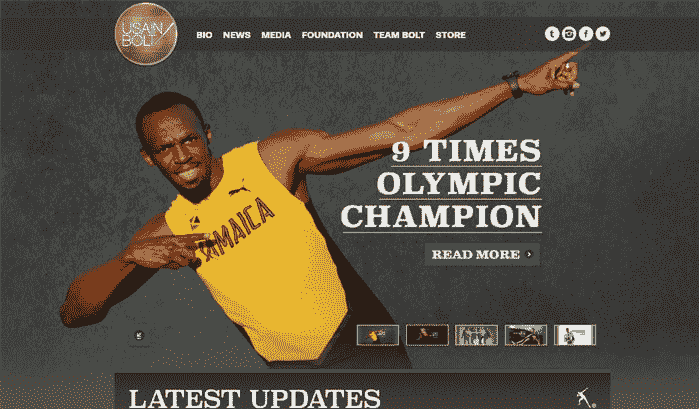 USAIN
BOLT
BIO NEWS MEDIA FOUNDATION TEAM BOLT STORE
9 TIMES
OLYMPIC
CHAMPION
READ MORE
JAMAICA
LATEST UPDATES